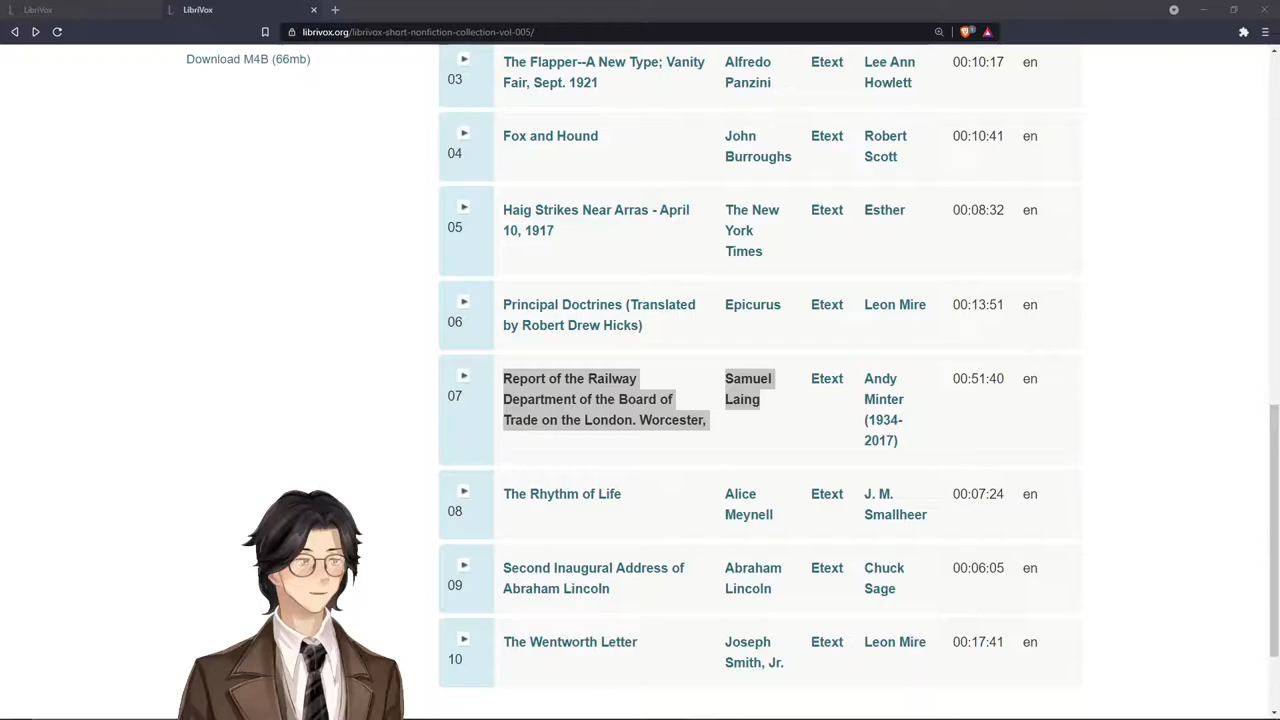 LibriVox
LibriVox
librivox.org/librivox-short-nonfiction-collection-vol-005/
Download M4B (66mb)
03 The Flapper--A New Type; Vanity Fair, Sept. 1921 Alfredo Panzini Etext Lee Ann Howlett 00:10:17 en
04 Fox and Hound John Burroughs Etext Robert Scott 00:10:41 en
05 Haig Strikes Near Arras - April 10, 1917 The New York Times Etext Esther 00:08:32 en
06 Principal Doctrines (Translated by Robert Drew Hicks) Epicurus Etext Leon Mire 00:13:51 en
07 Report of the Railway Department of the Board of Trade on the London. Worcester, Samuel Laing Etext Andy Minter (1934-2017) 00:51:40 en
08 The Rhythm of Life Alice Meynell Etext J. M. Smallheer 00:07:24 en
09 Second Inaugural Address of Abraham Lincoln Abraham Lincoln Etext Chuck Sage 00:06:05 en
10 The Wentworth Letter Joseph Smith, Jr. Etext Leon Mire 00:17:41 en